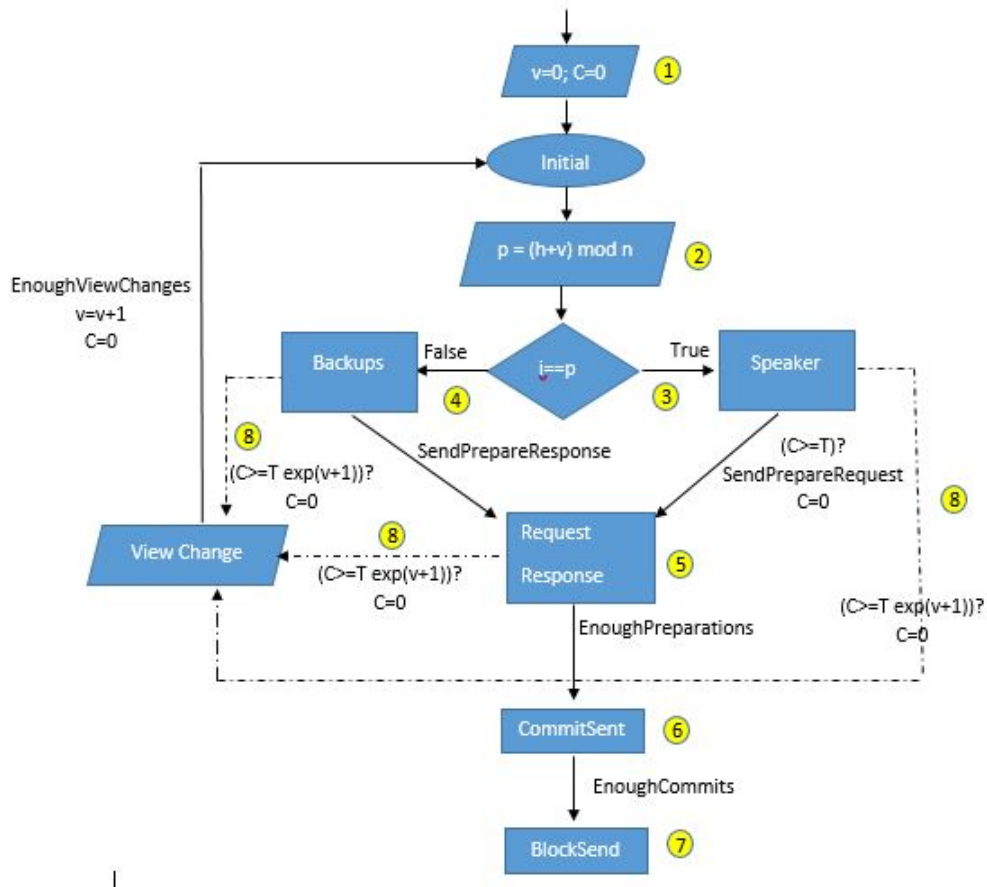 v=0; C=0
1
Initial
p = (h+v) mod n
2
EnoughViewChanges
v=v+1
C=0
Backups
False
i==p
True
Speaker
4
3
8
SendPrepareResponse
(C>=T)?
SendPrepareRequest
C=0
(C>=T exp(v+1))?
C=0
8
View Change
8
(C>=T exp(v+1))?
C=0
Request
Response
5
(C>=T exp(v+1))?
C=0
EnoughPreparations
CommitSent
6
EnoughCommits
BlockSend
7